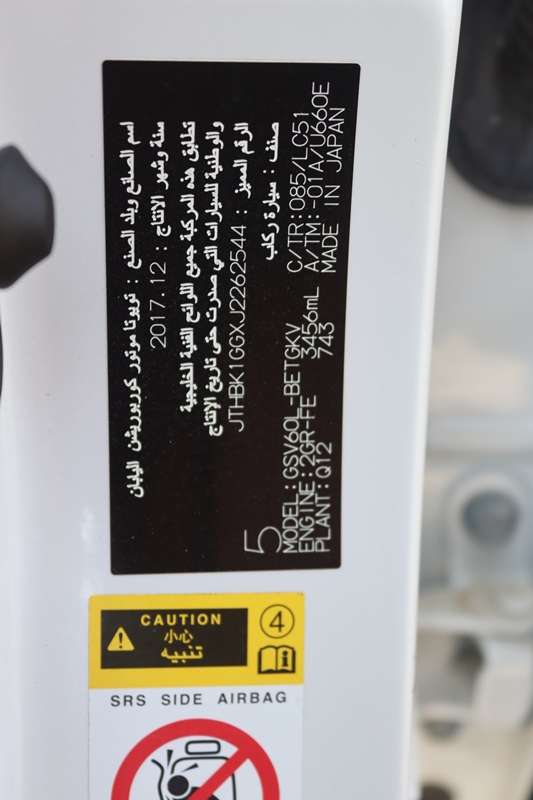 اسم الصانع وبلد الصنع : تويوتا موتور كوربوريشن اليابان
سنة وشهر الانتاج : 2017.12
تطابق هذه المركبة جميع اللوائح الفنية الخليجية
والوطنية للسيارات التي صدرت حتى تاريخ الانتاج
الرقم المميز : JTHBK1GGXJ2262544
صنف : سيارة ركاب
5
MODEL:GSV60L-BETGKV C/TR:085/LC51
ENGINE:2GR-FE 3456mL A/TM:-01A/U660E
PLANT:Q12 743 MADE IN JAPAN
CAUTION
小心
تنبيه
4
i
SRS SIDE AIRBAG